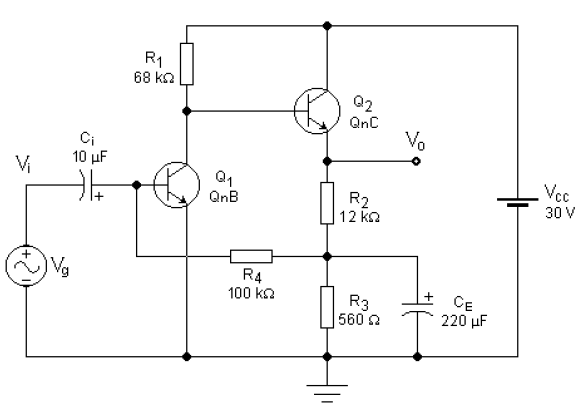 R1
68 kΩ
Q2
QnC
Vo
Ci
10 µF
Vi
+
Q1
QnB
R2
12 kΩ
VCC
30 V
+
−
Vg
R4
100 kΩ
R3
560 Ω
+
CE
220 µF